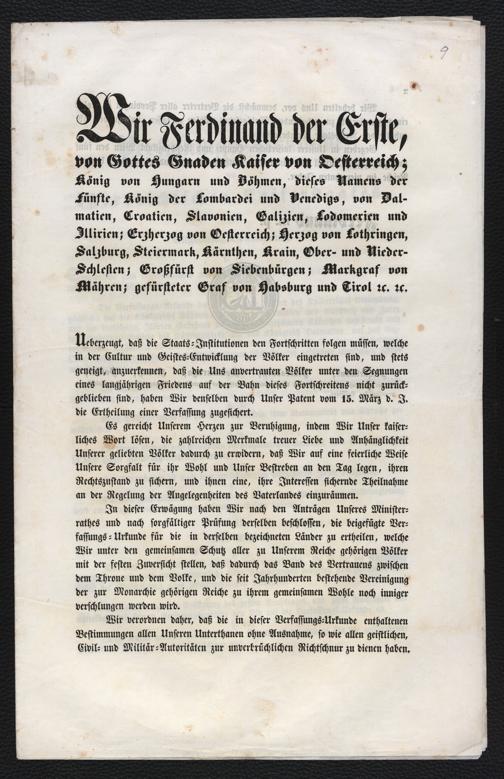 9
Wir Ferdinand der Erste,
von Gottes Gnaden Kaiser von Oesterreich;
König von Hungarn und Böhmen, dieses Namens der
Fünfte, König der Lombardei und Venedigs, von Dal-
matien, Croatien, Slavonien, Galizien, Lodomerien und
Illirien; Erzherzog von Oesterreich; Herzog von Lothringen,
Salzburg, Steiermark, Kärnthen, Krain, Ober- und Nieder-
Schlesien; Großfürst von Siebenbürgen; Markgraf von
Mähren; gefürsteter Graf von Habsburg und Tirol ꝛc. ꝛc.
Ueberzeugt, daß die Staats-Institutionen den Fortschritten folgen müssen, welche
in der Cultur und Geistes-Entwicklung der Völker eingetreten sind, und stets
geneigt, anzuerkennen, daß die Uns anvertrauten Völker unter den Segnungen
eines langjährigen Friedens auf der Bahn dieses Fortschreitens nicht zurück-
geblieben sind, haben Wir denselben durch Unser Patent vom 15. März d. J.
die Ertheilung einer Verfassung zugesichert.
Es gereicht Unserem Herzen zur Beruhigung, indem Wir Unser kaiser-
liches Wort lösen, die zahlreichen Merkmale treuer Liebe und Anhänglichkeit
Unserer geliebten Völker dadurch zu erwidern, daß Wir auf eine feierliche Weise
Unsere Sorgfalt für ihr Wohl und Unser Bestreben an den Tag legen, ihren
Rechtszustand zu sichern, und ihnen eine, ihre Interessen sichernde Theilnahme
an der Regelung der Angelegenheiten des Vaterlandes einzuräumen.
In dieser Erwägung haben Wir nach den Anträgen Unseres Minister-
rathes und nach sorgfältiger Prüfung derselben beschlossen, die beigefügte Ver-
fassungs-Urkunde für die in derselben bezeichneten Länder zu ertheilen, welche
Wir unter den gemeinsamen Schutz aller zu Unserem Reiche gehörigen Völker
mit der festen Zuversicht stellen, daß dadurch das Band des Vertrauens zwischen
dem Throne und dem Volke, und die seit Jahrhunderten bestehende Vereinigung
der zur Monarchie gehörigen Reiche zu ihrem gemeinsamen Wohle noch inniger
verschlungen werden wird.
Wir verordnen daher, daß die in dieser Verfassungs-Urkunde enthaltenen
Bestimmungen allen Unseren Unterthanen ohne Ausnahme, so wie allen geistlichen,
Civil- und Militär-Autoritäten zur unverbrüchlichen Richtschnur zu dienen haben.